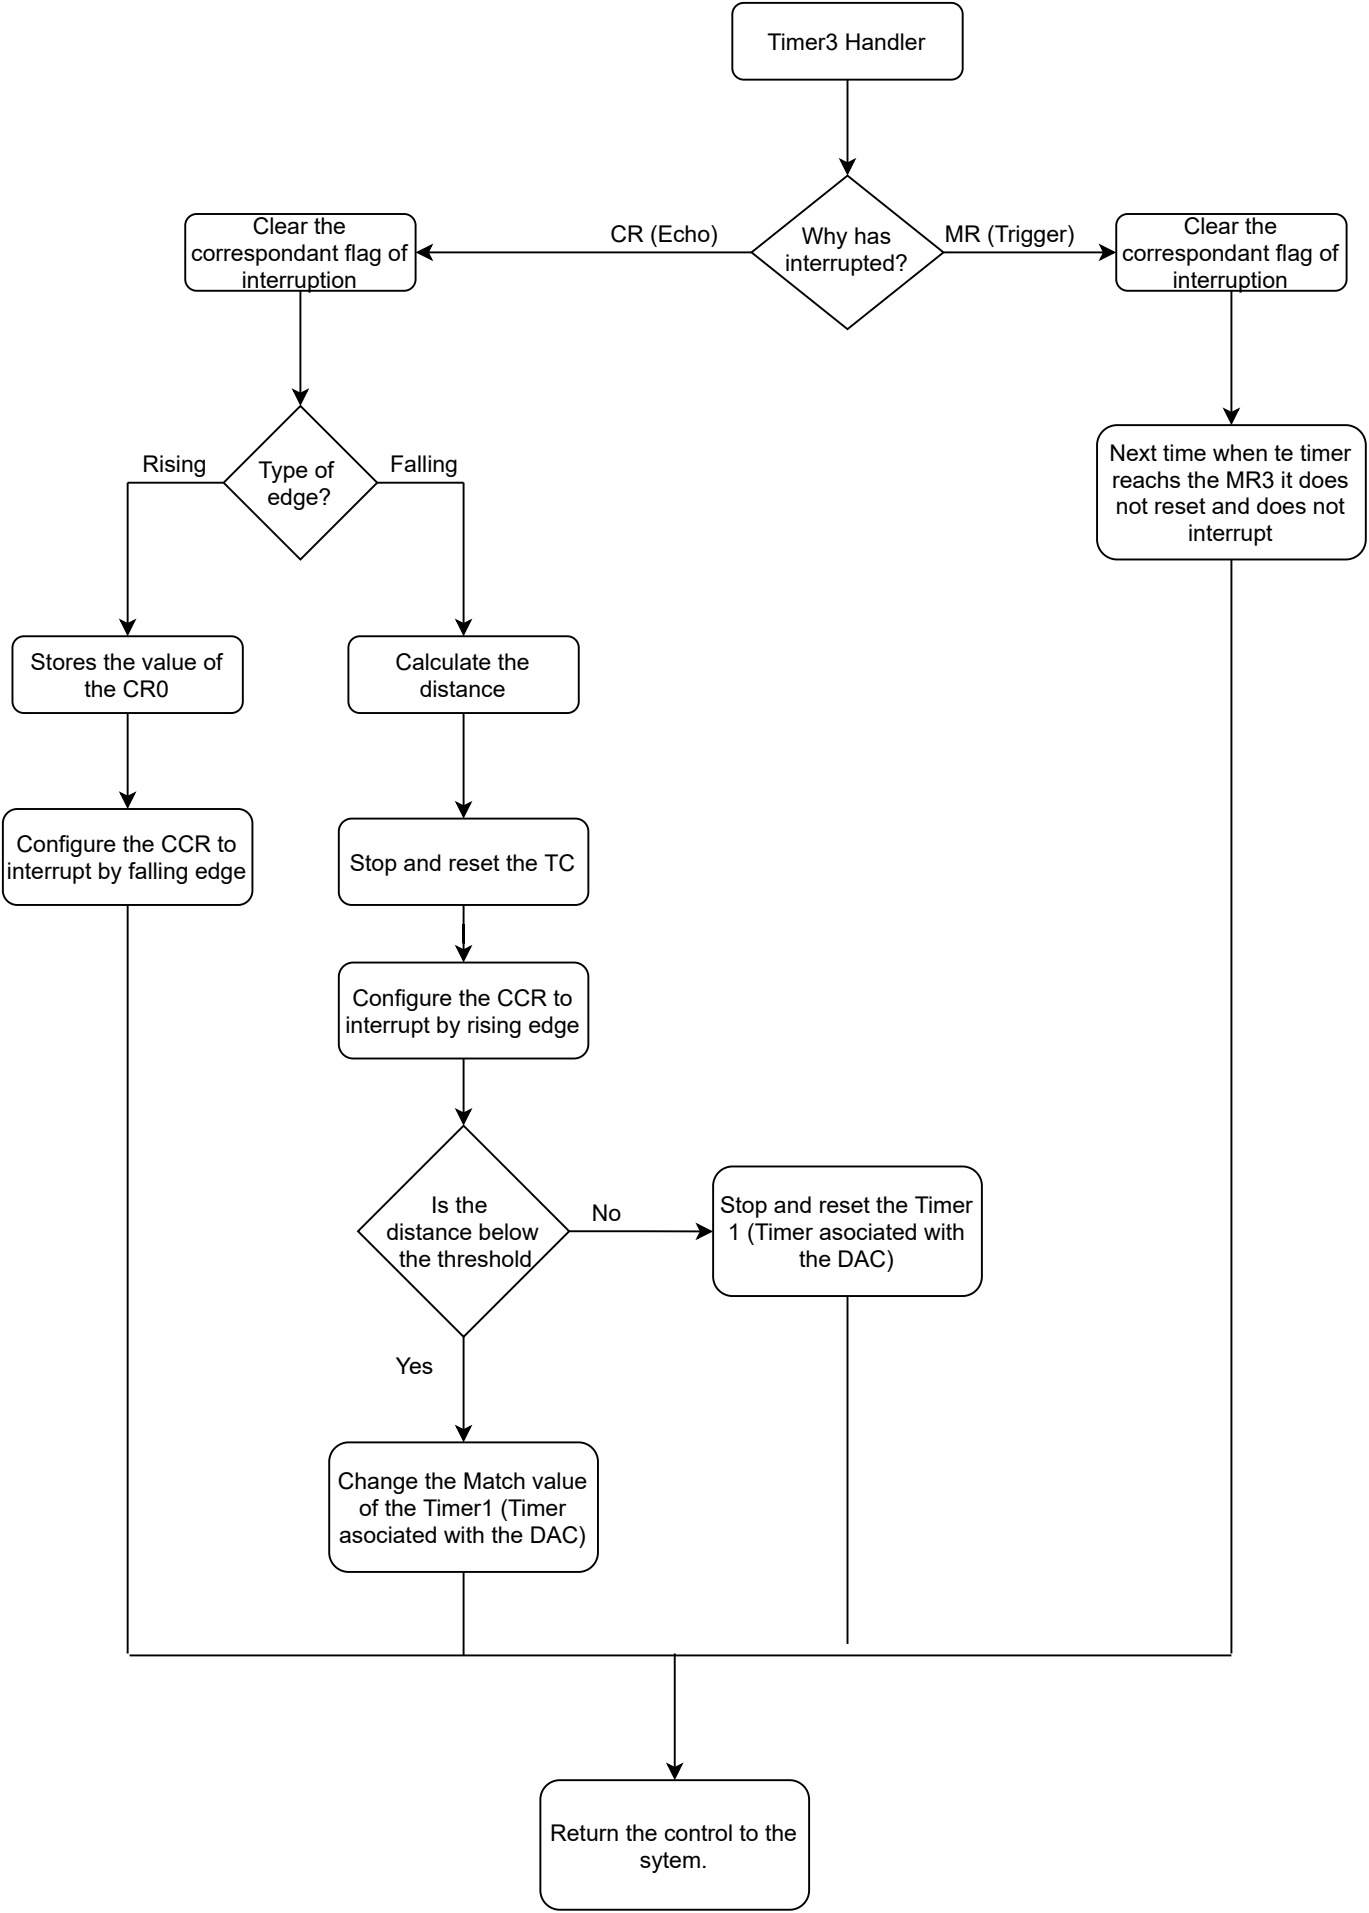 Timer3 Handler
Why has
interrupted?
CR (Echo)
MR (Trigger)
Clear the
correspondant flag of
interruption
Clear the
correspondant flag of
interruption
Next time when te timer
reachs the MR3 it does
not reset and does not
interrupt
Type of
edge?
Rising
Falling
Stores the value of
the CR0
Calculate the
distance
Configure the CCR to
interrupt by falling edge
Stop and reset the TC
Configure the CCR to
interrupt by rising edge
Is the
distance below
the threshold
No
Stop and reset the Timer
1 (Timer asociated with
the DAC)
Yes
Change the Match value
of the Timer1 (Timer
asociated with the DAC)
Return the control to the
sytem.